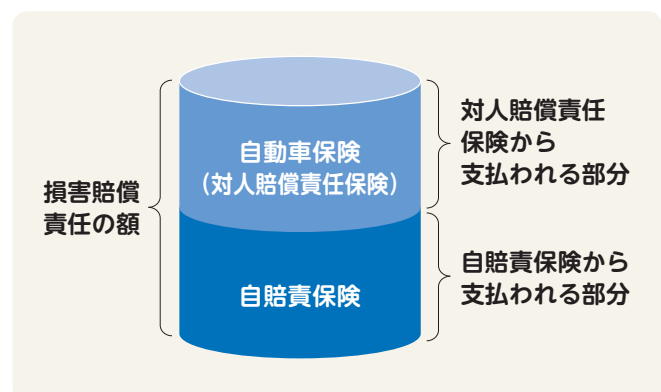 損害賠償
責任の額
自動車保険
（対人賠償責任保険）
自賠責保険
対人賠償責任
保険から
支払われる部分
自賠責保険から
支払われる部分